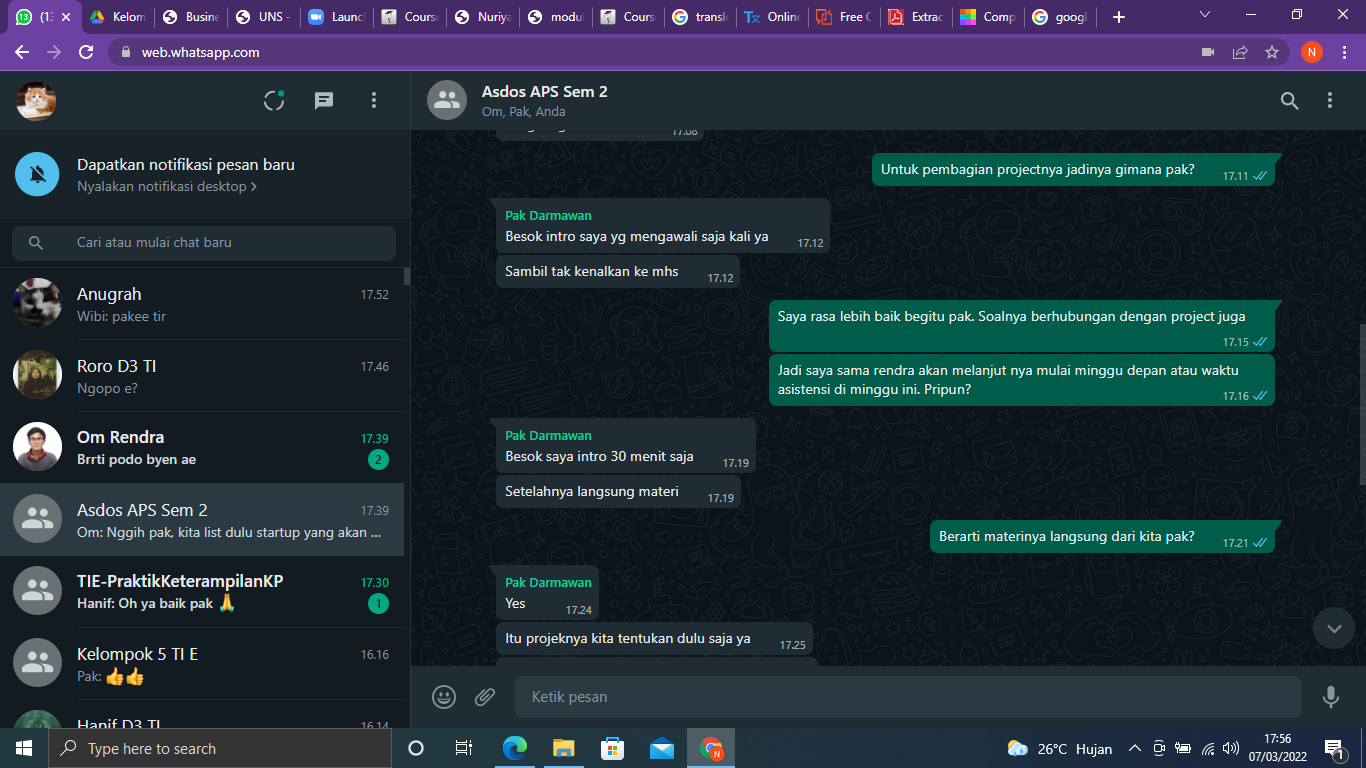 (13
Kelom
Busine
UNS -
Launc
Course
Nuriya
modul
Course
transla
Online
Free C
Extrac
Comp
googl
web.whatsapp.com
N
Dapatkan notifikasi pesan baru
Nyalakan notifikasi desktop >
Cari atau mulai chat baru
Anugrah 17.52
Wibi: pakee tir
Roro D3 TI 17.46
Ngopo e?
Om Rendra 17.39
Brrti podo byen ae 2
Asdos APS Sem 2 17.39
Om: Nggih pak, kita list dulu startup yang akan ...
TIE-PraktikKeterampilanKP 17.30
Hanif: Oh ya baik pak 🙏 1
Kelompok 5 TI E 16.16
Pak: 👍👍
Hanif D3 TI 16.14
Asdos APS Sem 2
Om, Pak, Anda
17.08
Untuk pembagian projectnya jadinya gimana pak? 17.11
Pak Darmawan
Besok intro saya yg mengawali saja kali ya 17.12
Sambil tak kenalkan ke mhs 17.12
Saya rasa lebih baik begitu pak. Soalnya berhubungan dengan project juga
17.15
Jadi saya sama rendra akan melanjut nya mulai minggu depan atau waktu
asistensi di minggu ini. Pripun? 17.16
Pak Darmawan
Besok saya intro 30 menit saja 17.19
Setelahnya langsung materi 17.19
Berarti materinya langsung dari kita pak? 17.21
Pak Darmawan
Yes 17.24
Itu projeknya kita tentukan dulu saja ya 17.25
Ketik pesan
Type here to search
N
26°C Hujan
17:56
07/03/2022
1